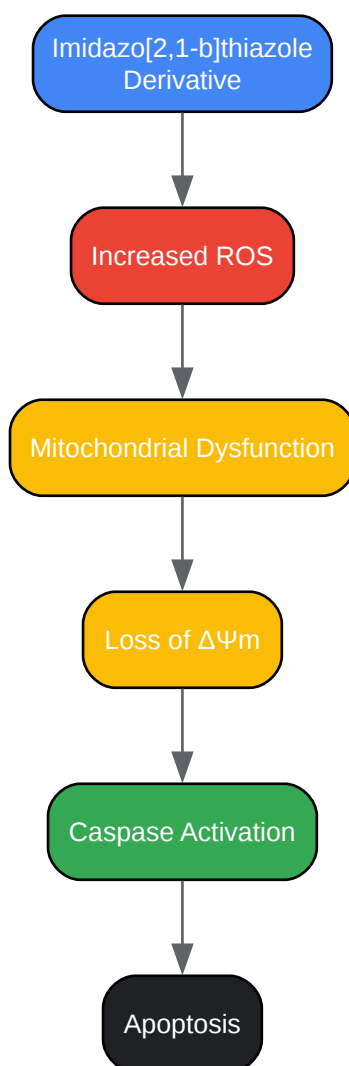 Imidazo[2,1-b]thiazole
Derivative
Increased ROS
Mitochondrial Dysfunction
Loss of ΔΨm
Caspase Activation
Apoptosis